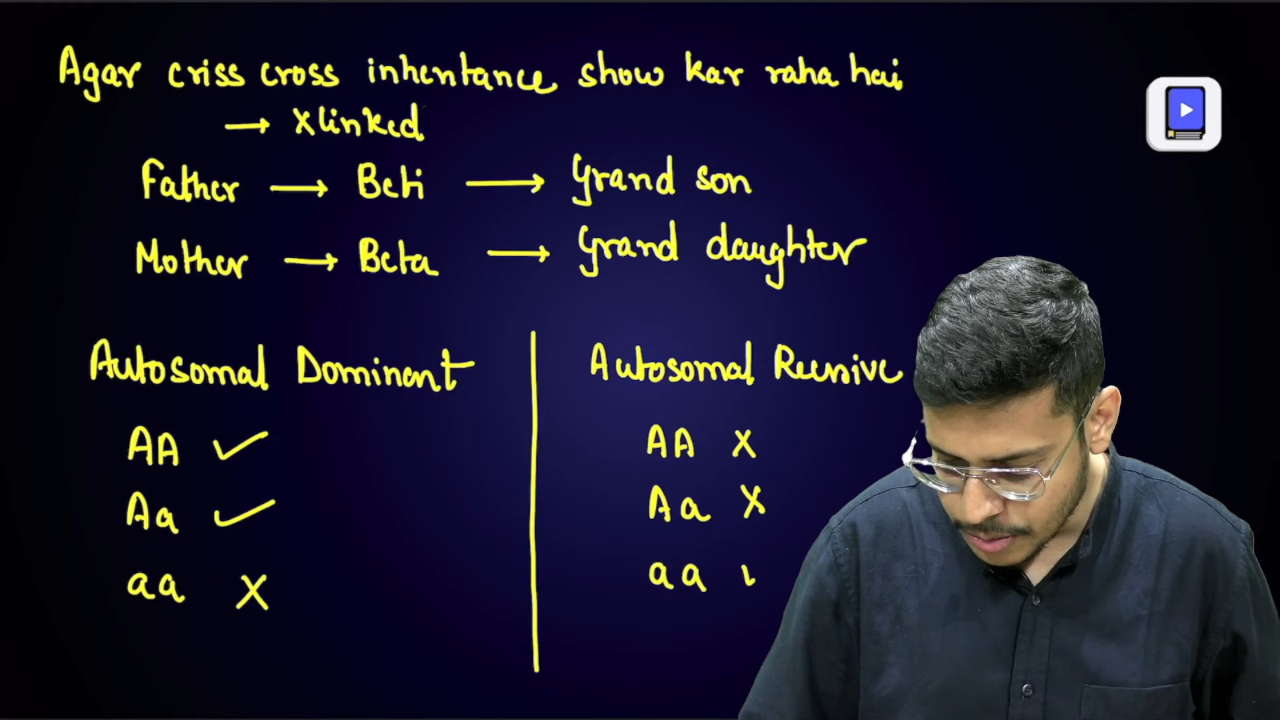 Agar criss cross inheritance show kar raha hai
→ X linked
Father → Beti → Grand son
Mother → Beta → Grand daughter
Autosomal Dominant
AA ✓
Aa ✓
aa X
Autosomal Recessive
AA X
Aa X
aa